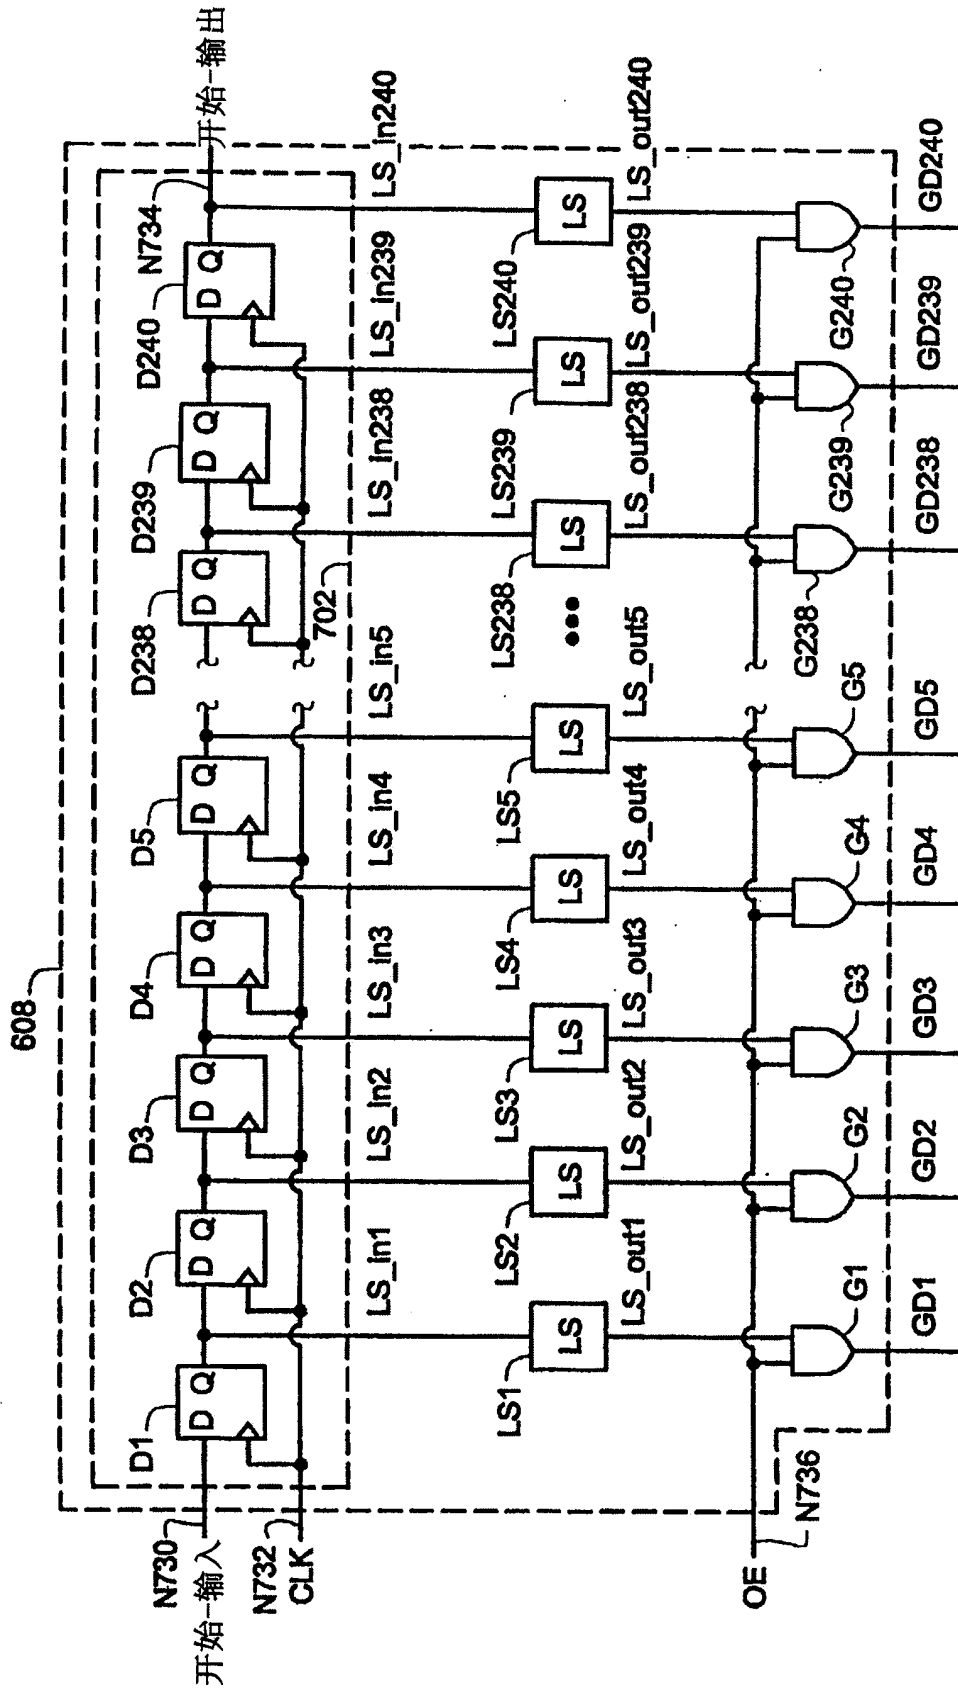 608
开始-输入
N730
D1
D Q
D2
D Q
D3
D Q
D4
D Q
D5
D Q
D238
D Q
D239
D Q
D240
D Q
N734
开始-输出
N732
CLK
702
LS_in1
LS_in2
LS_in3
LS_in4
LS_in5
LS_in238
LS_in239
LS_in240
LS1
LS
LS2
LS
LS3
LS
LS4
LS
LS5
LS
LS238
LS
LS239
LS
LS240
LS
LS_out1
LS_out2
LS_out3
LS_out4
LS_out5
LS_out238
LS_out239
LS_out240
OE
N736
G1
G2
G3
G4
G5
G238
G239
G240
GD1
GD2
GD3
GD4
GD5
GD238
GD239
GD240